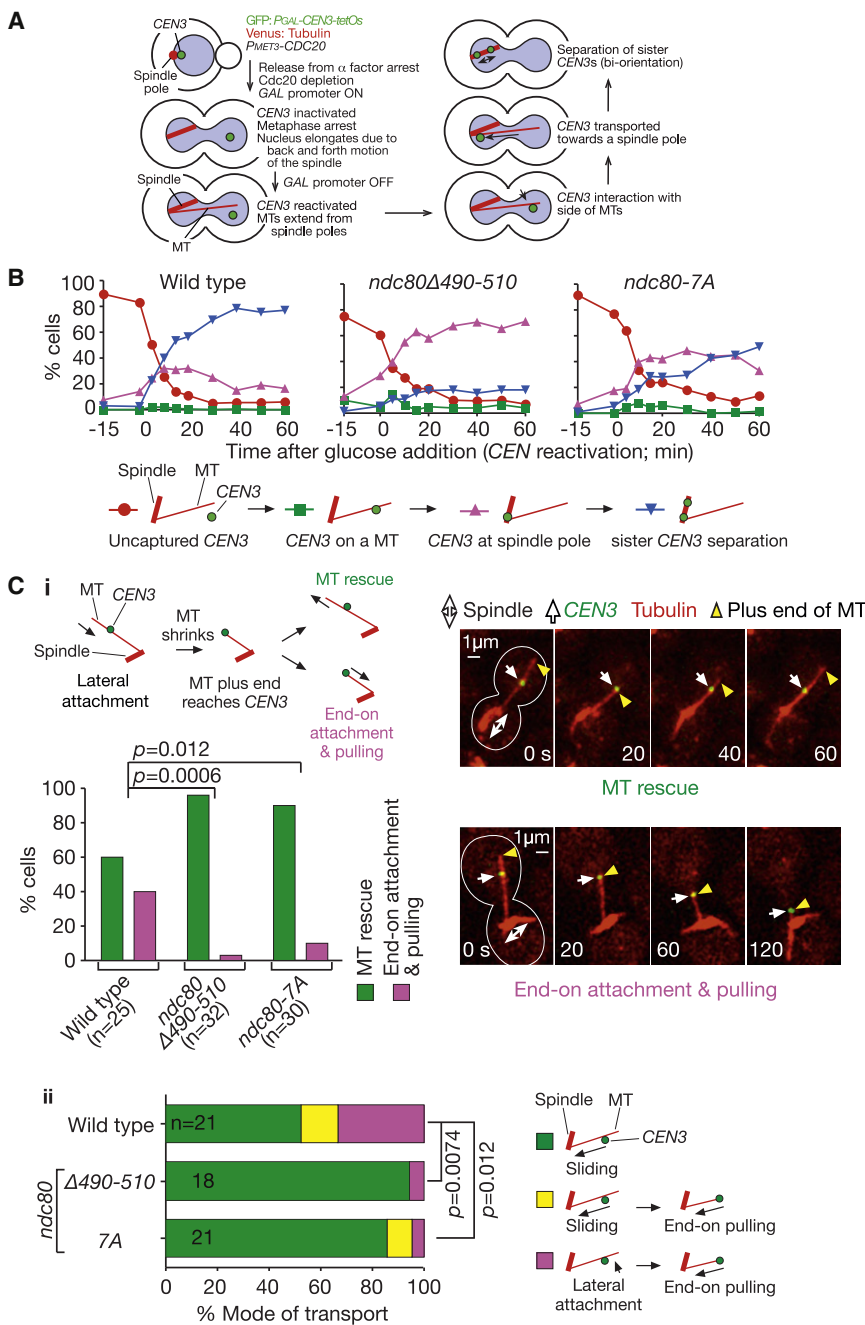 A
CEN3
GFP: PGAL-CEN3-tetOs
Venus: Tubulin
PMET3-CDC20
Spindle
pole
Release from α factor arrest
Cdc20 depletion
GAL promoter ON
CEN3 inactivated
Metaphase arrest
Nucleus elongates due to
back and forth motion
of the spindle
Spindle
GAL promoter OFF
MT
CEN3 reactivated
MTs extend from
spindle poles
Separation of sister
CEN3s (bi-orientation)
CEN3 transported
towards a spindle pole
CEN3 interaction with
side of MTs
B
Wild type
ndc80Δ490-510
ndc80-7A
% cells
100
80
60
40
20
0
-15 0 20 40 60
-15 0 20 40 60
-15 0 20 40 60
Time after glucose addition (CEN reactivation; min)
Spindle
MT
CEN3
Uncaptured CEN3
CEN3 on a MT
CEN3 at spindle pole
sister CEN3 separation
C
i
MT
CEN3
Spindle
Lateral
attachment
MT
shrinks
MT plus end
reaches CEN3
MT rescue
End-on
attachment
& pulling
p=0.012
p=0.0006
% cells
100
80
60
40
20
0
Wild type
(n=25)
ndc80
Δ490-510
(n=32)
ndc80-7A
(n=30)
MT rescue
End-on attachment
& pulling
Spindle CEN3 Tubulin Plus end of MT
1μm
0 s
20
40
60
MT rescue
1μm
0 s
20
60
120
End-on attachment & pulling
ii
Wild type
n=21
ndc80
Δ490-510
18
7A
21
p=0.0074
p=0.012
0 20 40 60 80 100
% Mode of transport
Spindle
MT
CEN3
Sliding
Sliding
End-on pulling
Lateral
attachment
End-on pulling